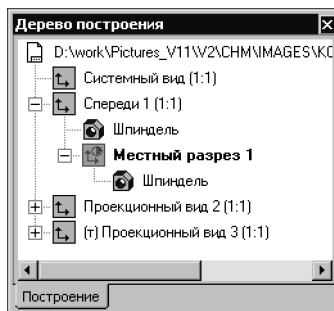 Дерево построения
D:\work\Pictures_V11\V2\CHM\IMAGES\КО
Системный вид (1:1)
Спереди 1 (1:1)
Шпиндель
Местный разрез 1
Шпиндель
Проекционный вид 2 (1:1)
(т) Проекционный вид 3 (1:1)
Построение